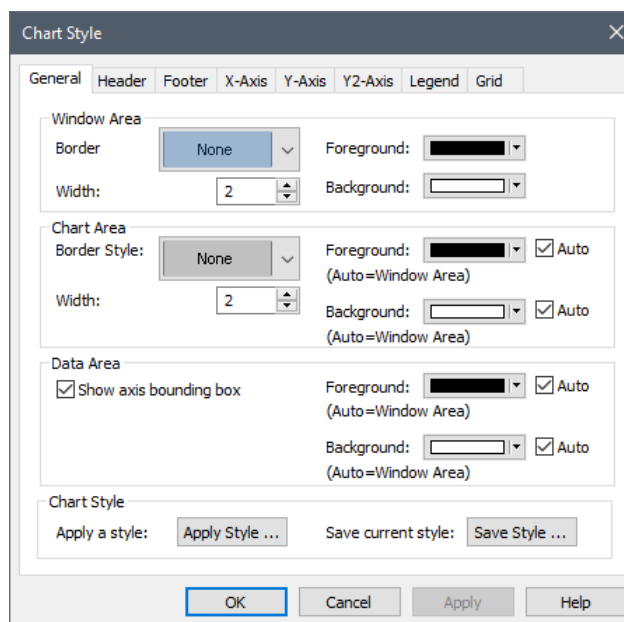 Chart Style
General Header Footer X-Axis Y-Axis Y2-Axis Legend Grid
Window Area
Border None Foreground:
Width: 2 Background:
Chart Area
Border Style: None Foreground: Auto
(Auto=Window Area)
Width: 2 Background: Auto
(Auto=Window Area)
Data Area
Show axis bounding box Foreground: Auto
(Auto=Window Area)
Background: Auto
(Auto=Window Area)
Chart Style
Apply a style: Apply Style ... Save current style: Save Style ...
OK Cancel Apply Help